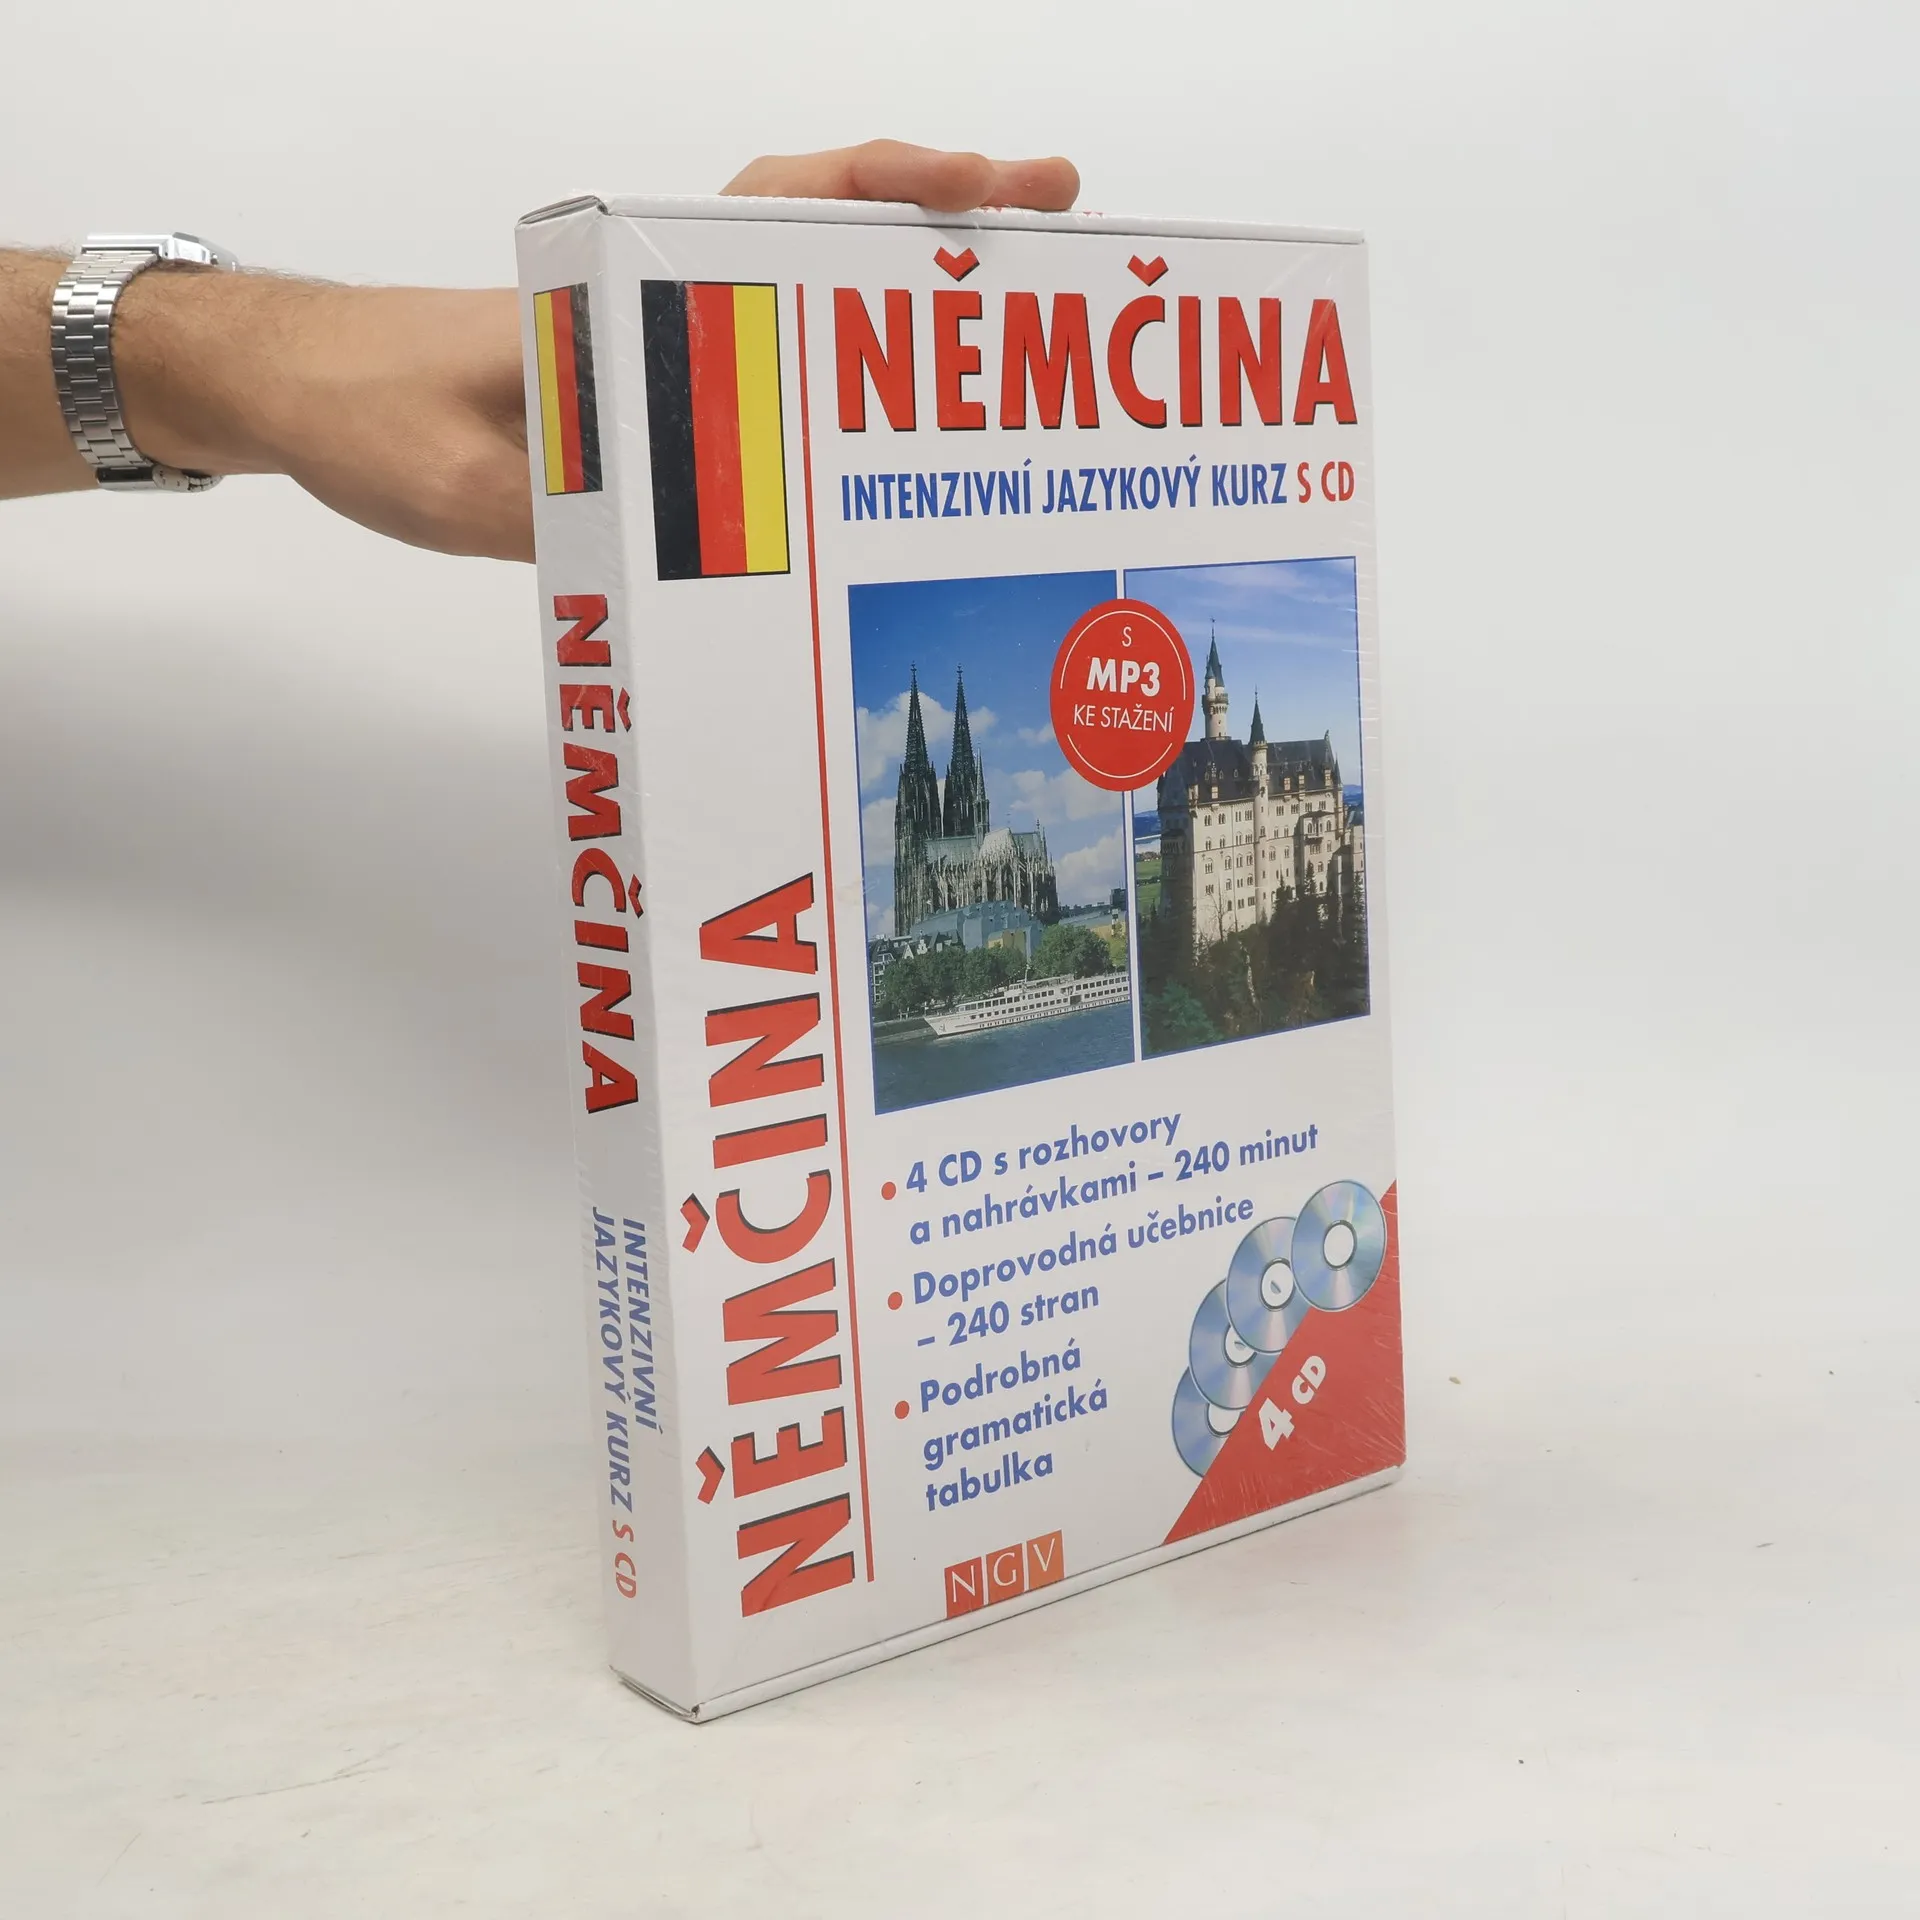 NĚMČINA
INTENZIVNÍ JAZYKOVÝ KURZ S CD
S
MP3
KE STAŽENÍ
4 CD s rozhovory
a nahrávkami – 240 minut
Doprovodná učebnice
– 240 stran
Podrobná
gramatická
tabulka
4 CD
NGV
NĚMČINA
NĚMČINA
INTENZIVNÍ
JAZYKOVÝ KURZ S CD